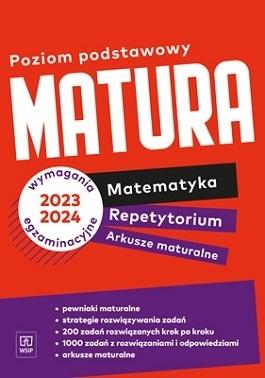 Poziom podstawowy
MATURA
wymagania
2023
2024
egzaminacyjne
Matematyka
Repetytorium
Arkusze maturalne
• pewniaki maturalne
• strategie rozwiązywania zadań
• 200 zadań rozwiązanych krok po kroku
• 1000 zadań z rozwiązaniami i odpowiedziami
• arkusze maturalne
WSiP